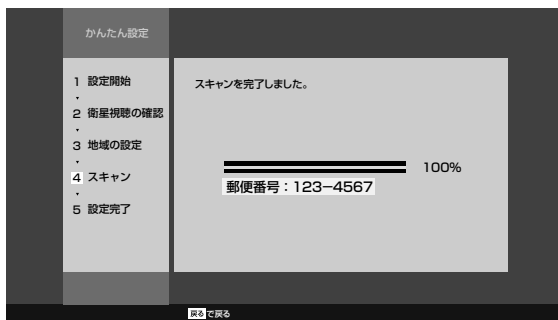 かんたん設定
1 設定開始
2 衛星視聴の確認
3 地域の設定
4 スキャン
5 設定完了
スキャンを完了しました。
100%
郵便番号：123−4567
戻る で戻る